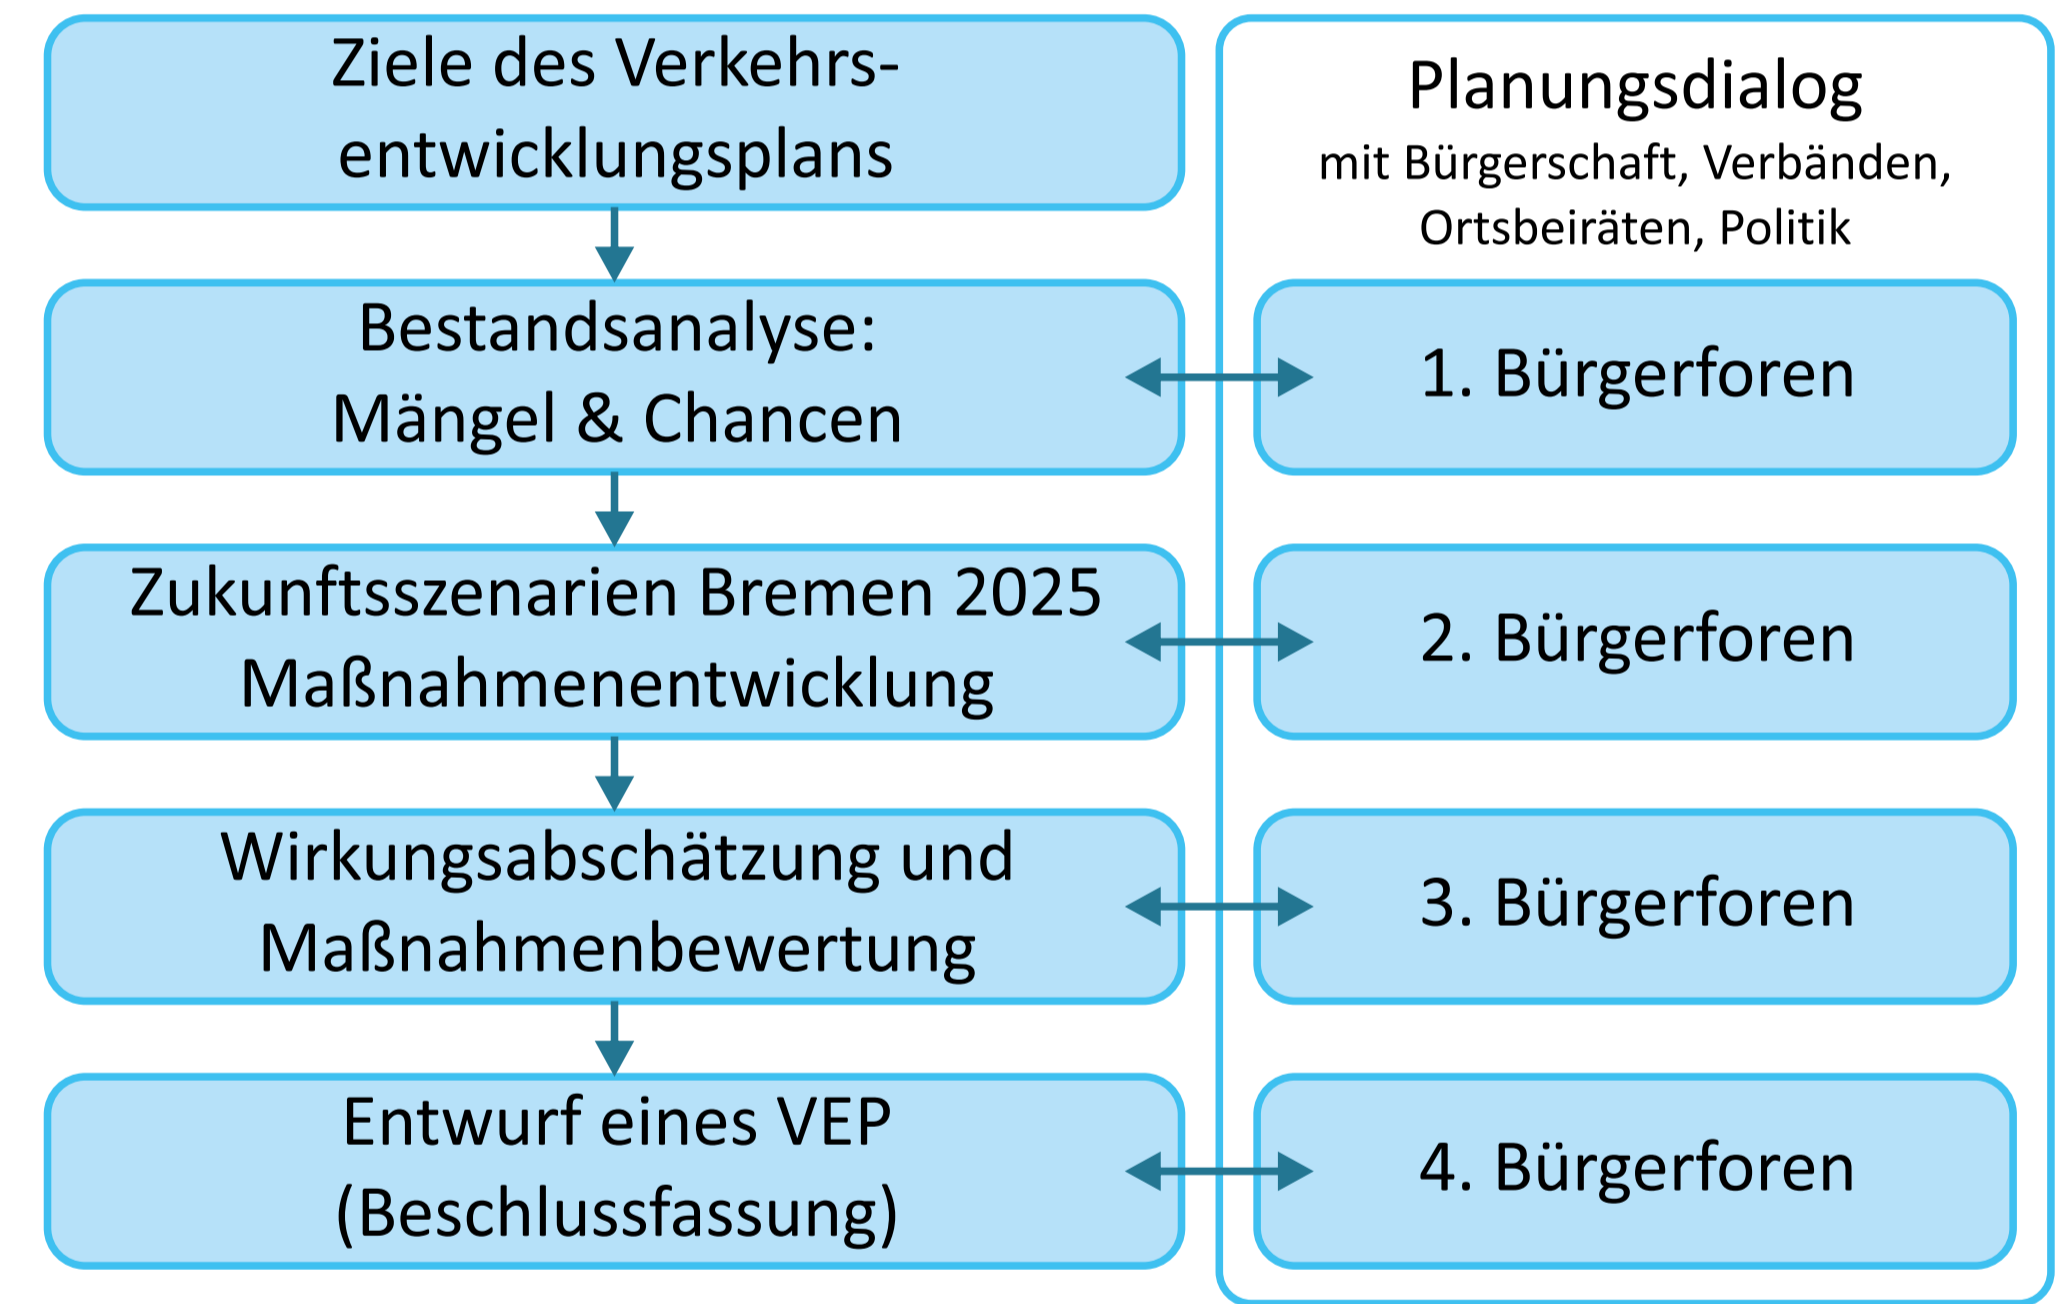 Ziele des Verkehrs-
entwicklungsplans
Bestandsanalyse:
Mängel & Chancen
Zukunftsszenarien Bremen 2025
Maßnahmenentwicklung
Wirkungsabschätzung und
Maßnahmenbewertung
Entwurf eines VEP
(Beschlussfassung)
Planungsdialog
mit Bürgerschaft, Verbänden,
Ortsbeiräten, Politik
1. Bürgerforen
2. Bürgerforen
3. Bürgerforen
4. Bürgerforen